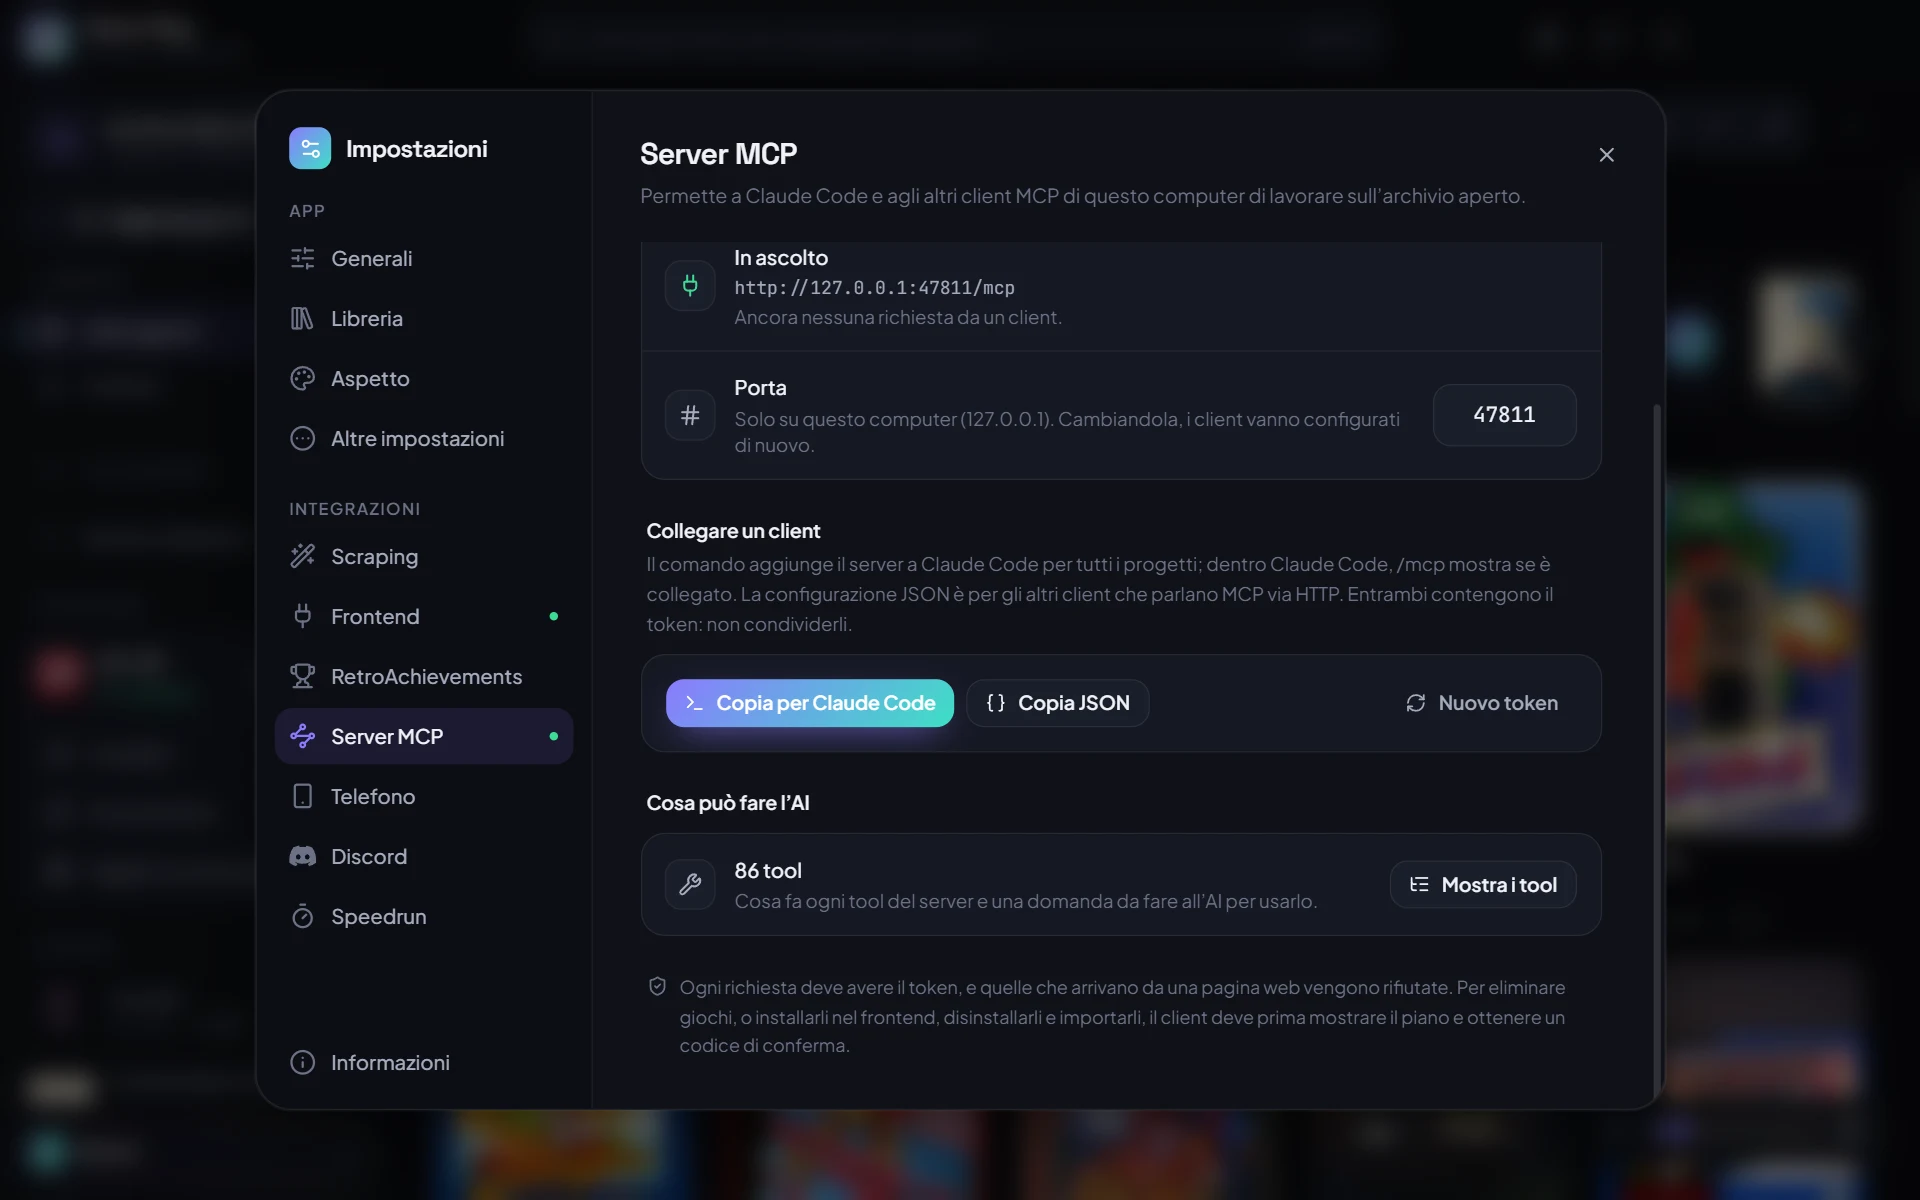 Impostazioni
APP
Generali
Libreria
Aspetto
Altre impostazioni
INTEGRAZIONI
Scraping
Frontend
RetroAchievements
Server MCP
Telefono
Discord
Speedrun
Informazioni
Server MCP
Permette a Claude Code e agli altri client MCP di questo computer di lavorare sull’archivio aperto.
In ascolto
http://127.0.0.1:47811/mcp
Ancora nessuna richiesta da un client.
Porta
Solo su questo computer (127.0.0.1). Cambiandola, i client vanno configurati
di nuovo.
47811
Collegare un client
Il comando aggiunge il server a Claude Code per tutti i progetti; dentro Claude Code, /mcp mostra se è
collegato. La configurazione JSON è per gli altri client che parlano MCP via HTTP. Entrambi contengono il
token: non condividerli.
Copia per Claude Code
Copia JSON
Nuovo token
Cosa può fare l’AI
86 tool
Cosa fa ogni tool del server e una domanda da fare all’AI per usarlo.
Mostra i tool
Ogni richiesta deve avere il token, e quelle che arrivano da una pagina web vengono rifiutate. Per eliminare
giochi, o installarli nel frontend, disinstallarli e importarli, il client deve prima mostrare il piano e ottenere un
codice di conferma.